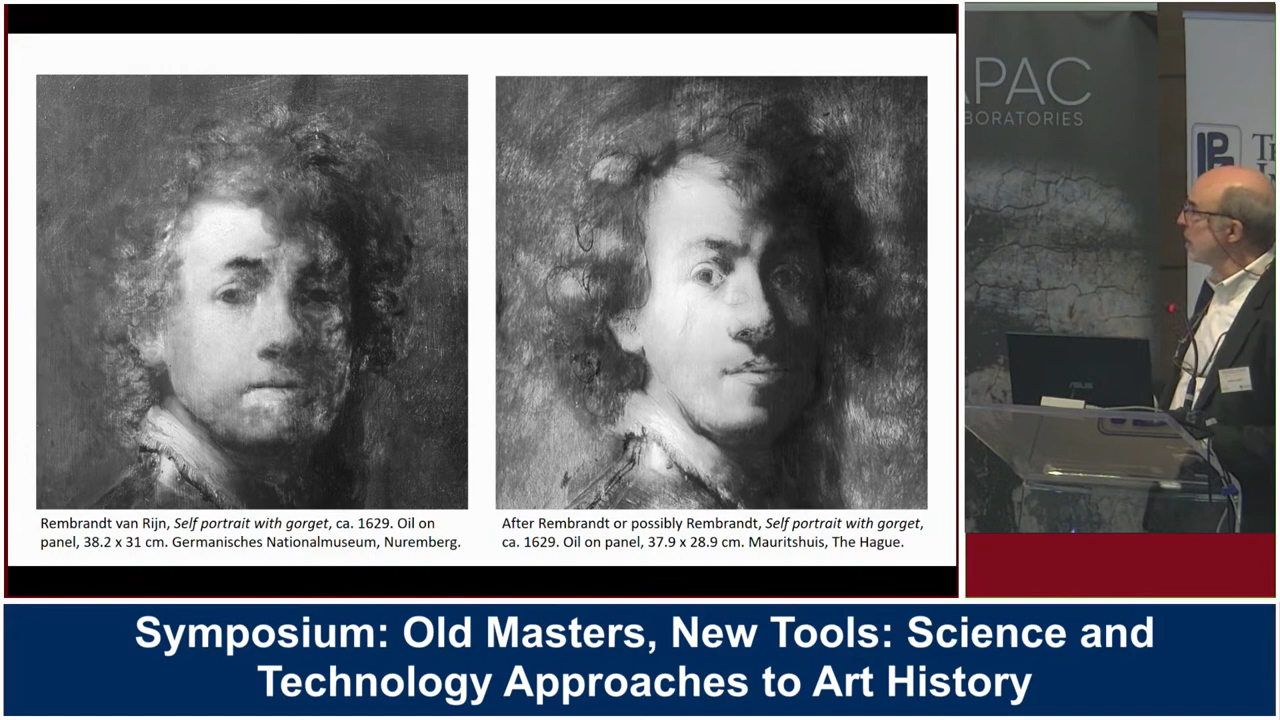 Rembrandt van Rijn, Self portrait with gorget, ca. 1629. Oil on
panel, 38.2 x 31 cm. Germanisches Nationalmuseum, Nuremberg.
After Rembrandt or possibly Rembrandt, Self portrait with gorget,
ca. 1629. Oil on panel, 37.9 x 28.9 cm. Mauritshuis, The Hague.
APAC
BORATORIES
ASUS
Symposium: Old Masters, New Tools: Science and
Technology Approaches to Art History